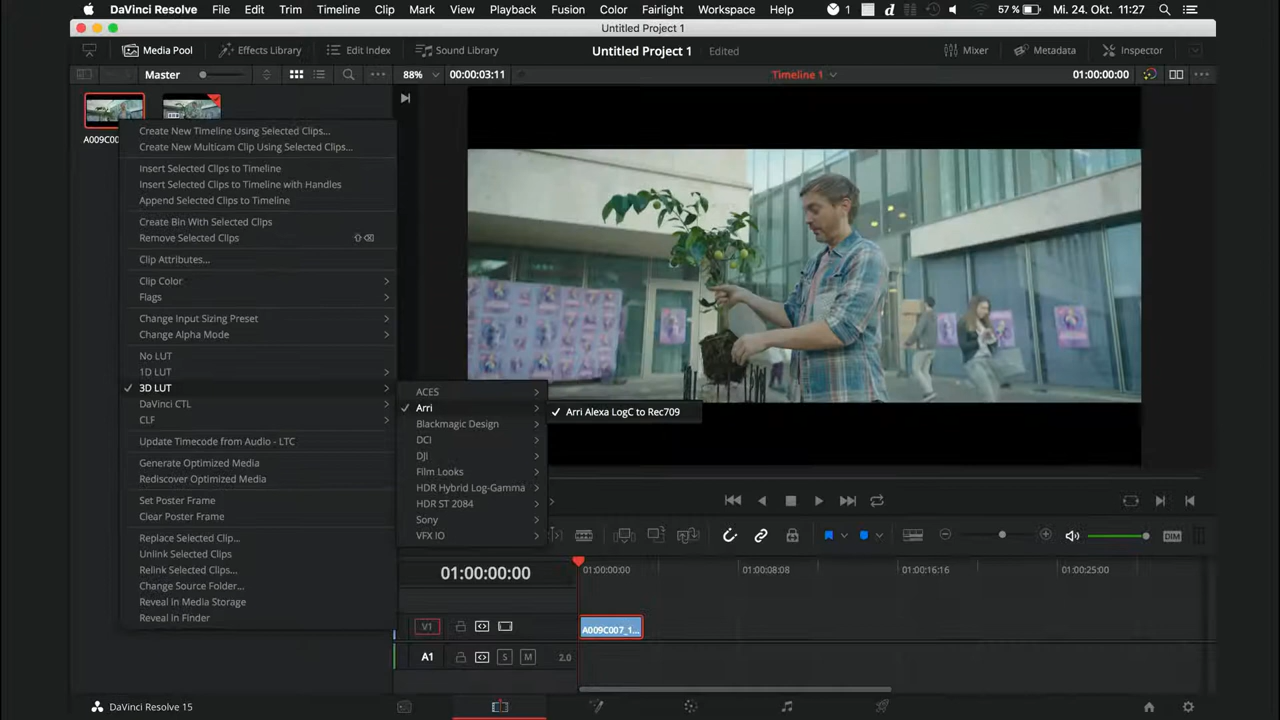 DaVinci Resolve File Edit Trim Timeline Clip Mark View Playback Fusion Color Fairlight Workspace Help 1 57 % Mi. 24. Okt. 11:27
Untitled Project 1
Media Pool Effects Library Edit Index Sound Library Untitled Project 1 Edited Mixer Metadata Inspector
Master 88% 00:00:03:11 Timeline 1 01:00:00:00
A009C00
Create New Timeline Using Selected Clips...
Create New Multicam Clip Using Selected Clips...
Insert Selected Clips to Timeline
Insert Selected Clips to Timeline with Handles
Append Selected Clips to Timeline
Create Bin With Selected Clips
Remove Selected Clips
Clip Attributes...
Clip Color
Flags
Change Input Sizing Preset
Change Alpha Mode
No LUT
1D LUT
3D LUT
DaVinci CTL
CLF
Update Timecode from Audio - LTC
Generate Optimized Media
Rediscover Optimized Media
Set Poster Frame
Clear Poster Frame
Replace Selected Clip...
Unlink Selected Clips
Relink Selected Clips...
Change Source Folder...
Reveal in Media Storage
Reveal in Finder
ACES
Arri
Blackmagic Design
DCI
DJI
Film Looks
HDR Hybrid Log-Gamma
HDR ST 2084
Sony
VFX IO
Arri Alexa LogC to Rec709
DIM
01:00:00:00 01:00:00:00 01:00:08:08 01:00:16:16 01:00:25:00
V1 A009C007_1...
A1 S M 2.0
DaVinci Resolve 15